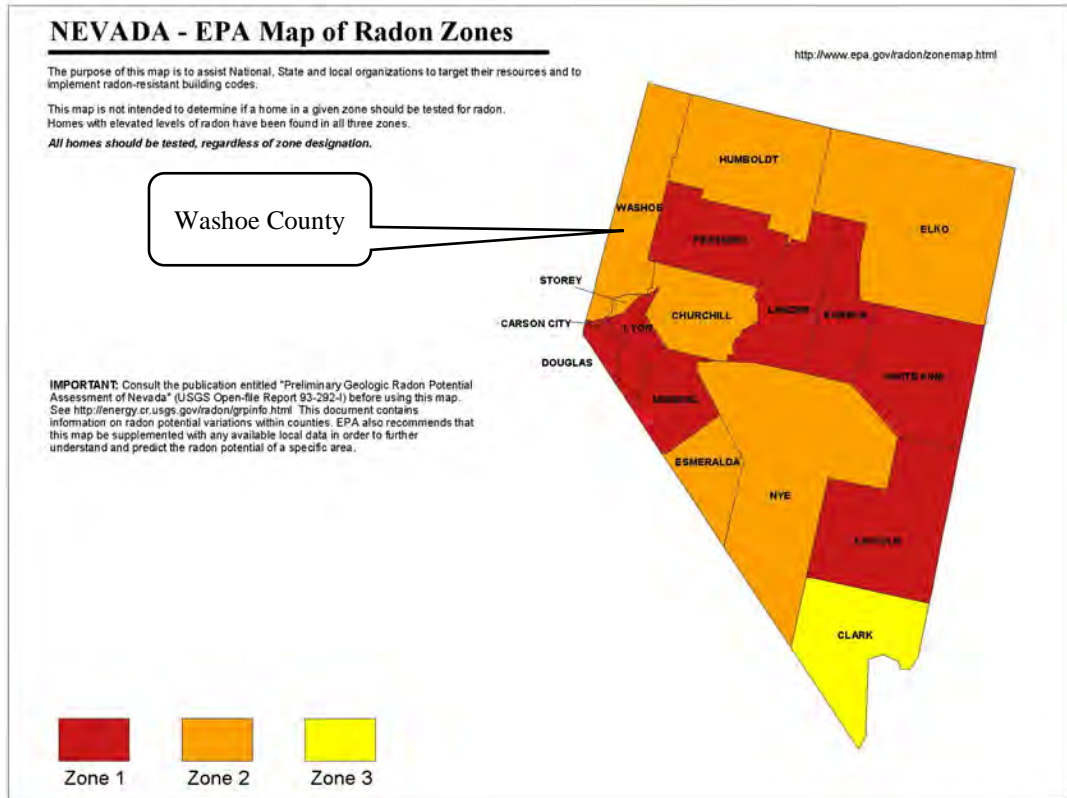 NEVADA - EPA Map of Radon Zones
http://www.epa.gov/radon/zonemap.html
The purpose of this map is to assist National, State and local organizations to target their resources and to
implement radon-resistant building codes.
This map is not intended to determine if a home in a given zone should be tested for radon.
Homes with elevated levels of radon have been found in all three zones.
All homes should be tested, regardless of zone designation.
Washoe County
HUMBOLDT
WASHOE
ELKO
PERSHING
STOREY
CHURCHILL
LANDER
EUREKA
CARSON CITY
LYON
DOUGLAS
WHITE PINE
MINERAL
IMPORTANT: Consult the publication entitled "Preliminary Geologic Radon Potential
Assessment of Nevada" (USGS Open-file Report 93-292-I) before using this map.
See http://energy.cr.usgs.gov/radon/grpinfo.html This document contains
information on radon potential variations within counties. EPA also recommends that
this map be supplemented with any available local data in order to further
understand and predict the radon potential of a specific area.
ESMERALDA
NYE
LINCOLN
CLARK
Zone 1
Zone 2
Zone 3